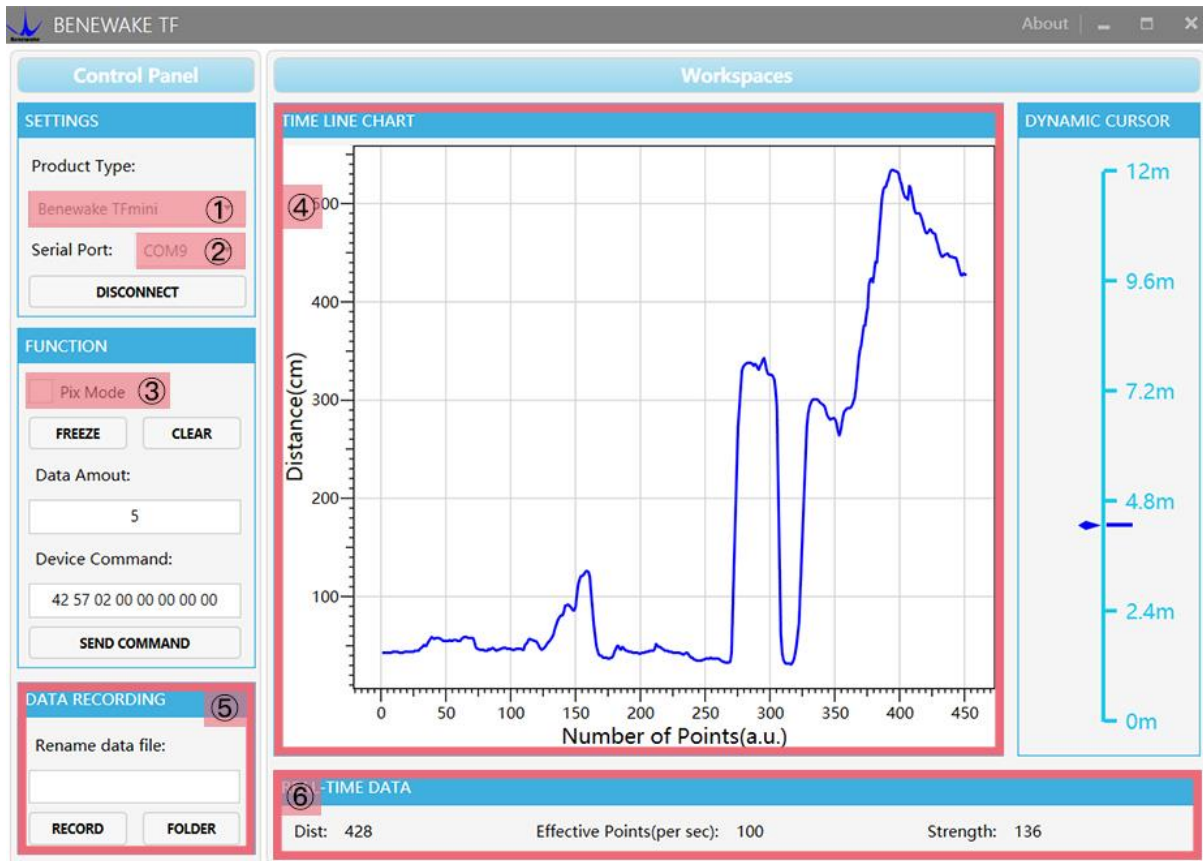 BENEWAKE TF
About
Control Panel
SETTINGS
Product Type:
Benewake TFmini ①
Serial Port: COM9 ②
DISCONNECT
FUNCTION
Pix Mode ③
FREEZE CLEAR
Data Amout:
5
Device Command:
42 57 02 00 00 00 00 00
SEND COMMAND
DATA RECORDING ⑤
Rename data file:
RECORD FOLDER
Workspaces
TIME LINE CHART
④
500
400
300
200
100
Distance(cm)
0 50 100 150 200 250 300 350 400 450
Number of Points(a.u.)
DYNAMIC CURSOR
12m
9.6m
7.2m
4.8m
2.4m
0m
⑥ REAL-TIME DATA
Dist: 428 Effective Points(per sec): 100 Strength: 136